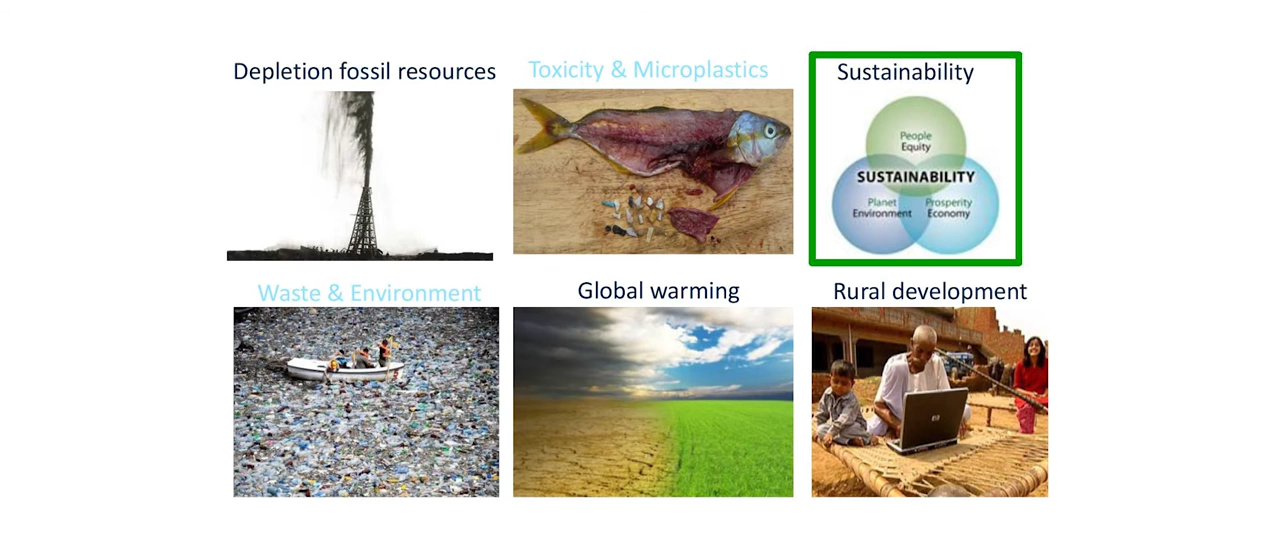 Depletion fossil resources
Toxicity & Microplastics
Sustainability
People
Equity
SUSTAINABILITY
Planet
Environment
Prosperity
Economy
Waste & Environment
Global warming
Rural development
hp